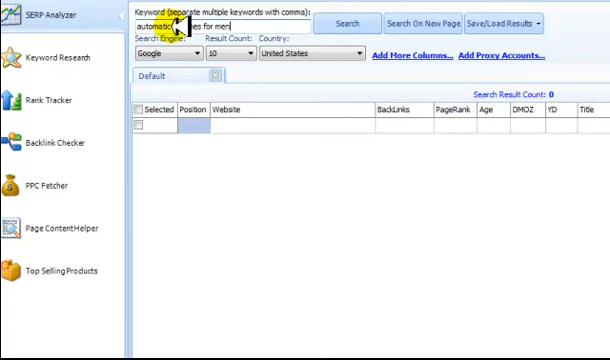 SERP Analyzer
Keyword Research
Rank Tracker
Backlink Checker
PPC Fetcher
Page Content Helper
Top Selling Products
Keyword (separate multiple keywords with comma):
for men
Search
Search On New Page
Save/Load Results
Search Engine:
Result Count:
Country:
Google
10
United States
Add More Columns...
Add Proxy Accounts...
Default
Search Result Count: 0
Selected
Position
Website
BackLinks
PageRank
Age
DMOZ
YD
Title